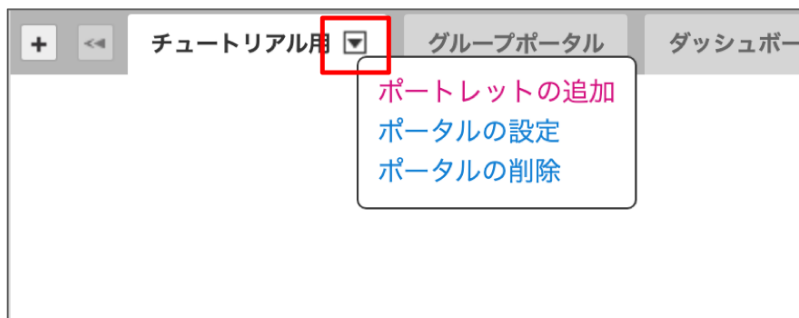 + ≪ チュートリアル用 グループポータル ダッシュボー
ポートレットの追加
ポータルの設定
ポータルの削除